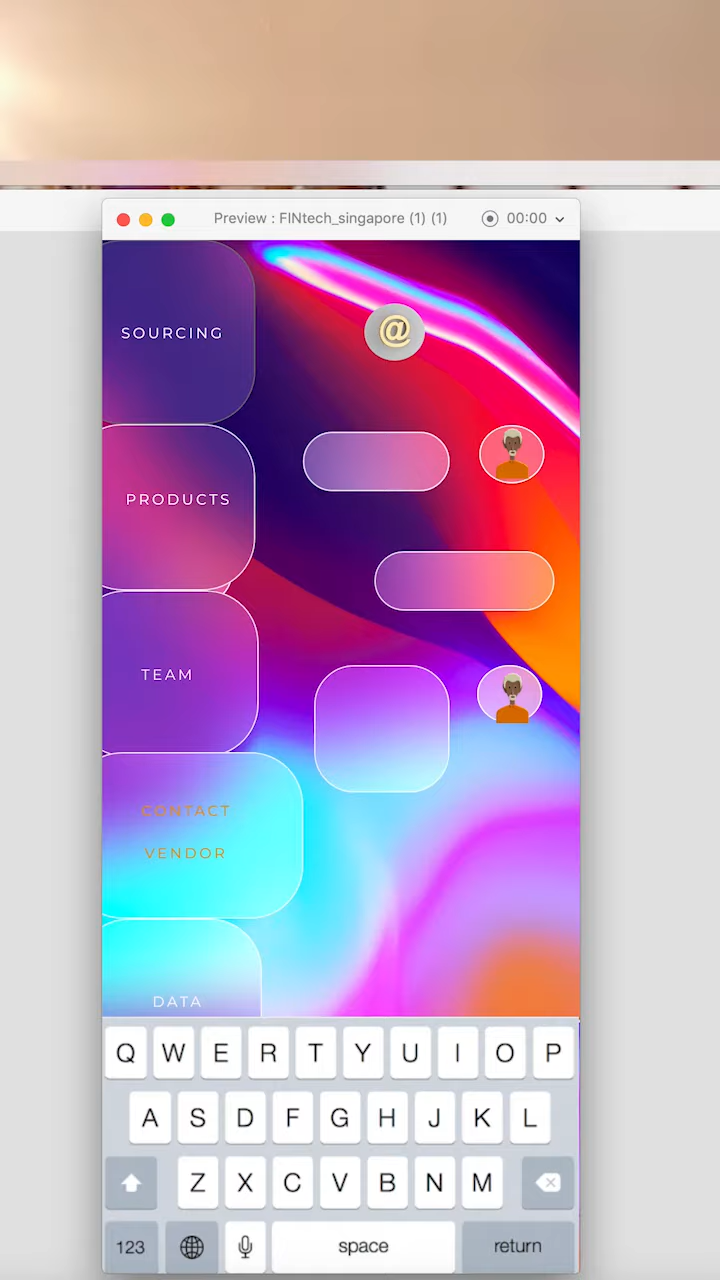 Preview : FINtech_singapore (1) (1)
00:00
SOURCING
@
PRODUCTS
TEAM
CONTACT
VENDOR
DATA
Q W E R T Y U I O P
A S D F G H J K L
Z X C V B N M
123 space return